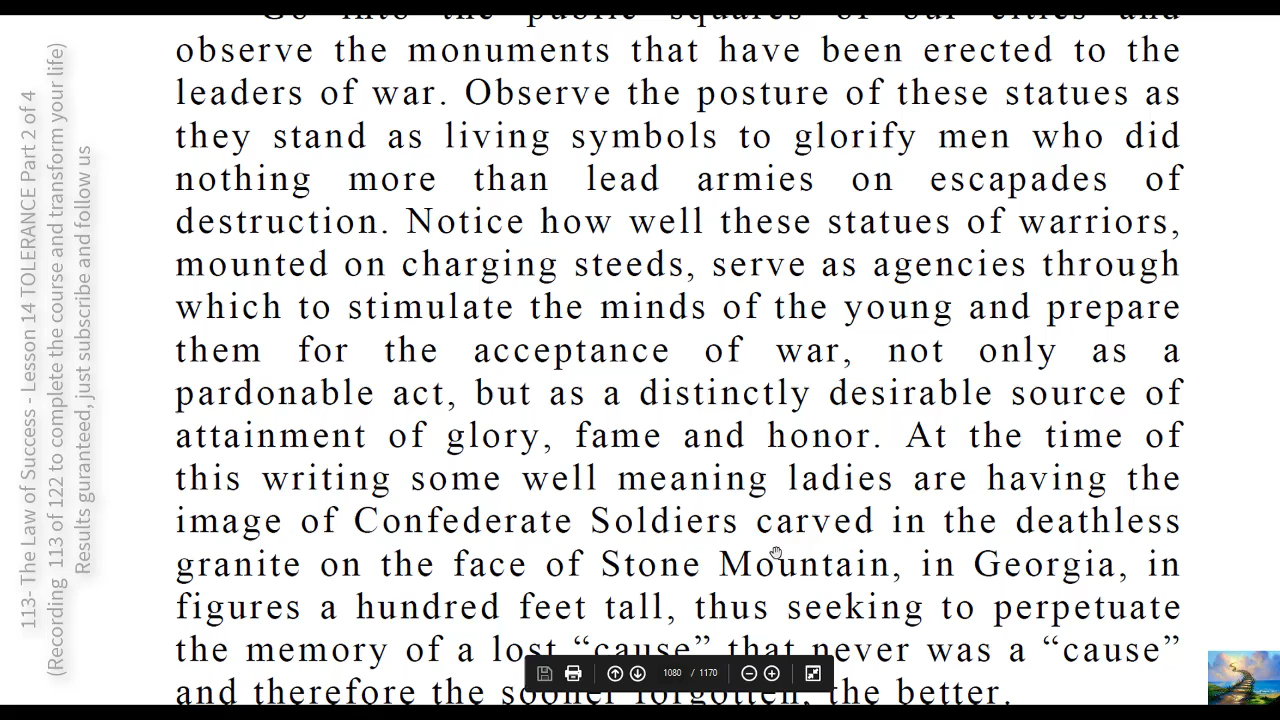 Go into the public squares of our cities and
observe the monuments that have been erected to the
leaders of war. Observe the posture of these statues as
they stand as living symbols to glorify men who did
nothing more than lead armies on escapades of
destruction. Notice how well these statues of warriors,
mounted on charging steeds, serve as agencies through
which to stimulate the minds of the young and prepare
them for the acceptance of war, not only as a
pardonable act, but as a distinctly desirable source of
attainment of glory, fame and honor. At the time of
this writing some well meaning ladies are having the
image of Confederate Soldiers carved in the deathless
granite on the face of Stone Mountain, in Georgia, in
figures a hundred feet tall, thus seeking to perpetuate
the memory of a lost “cause” that never was a “cause”
and therefore the sooner forgotten, the better.
1080 / 1170
113- The Law of Success - Lesson 14 TOLERANCE Part 2 of 4
(Recording 113 of 122 to complete the course and transform your life)
Results guranteed, just subscribe and follow us